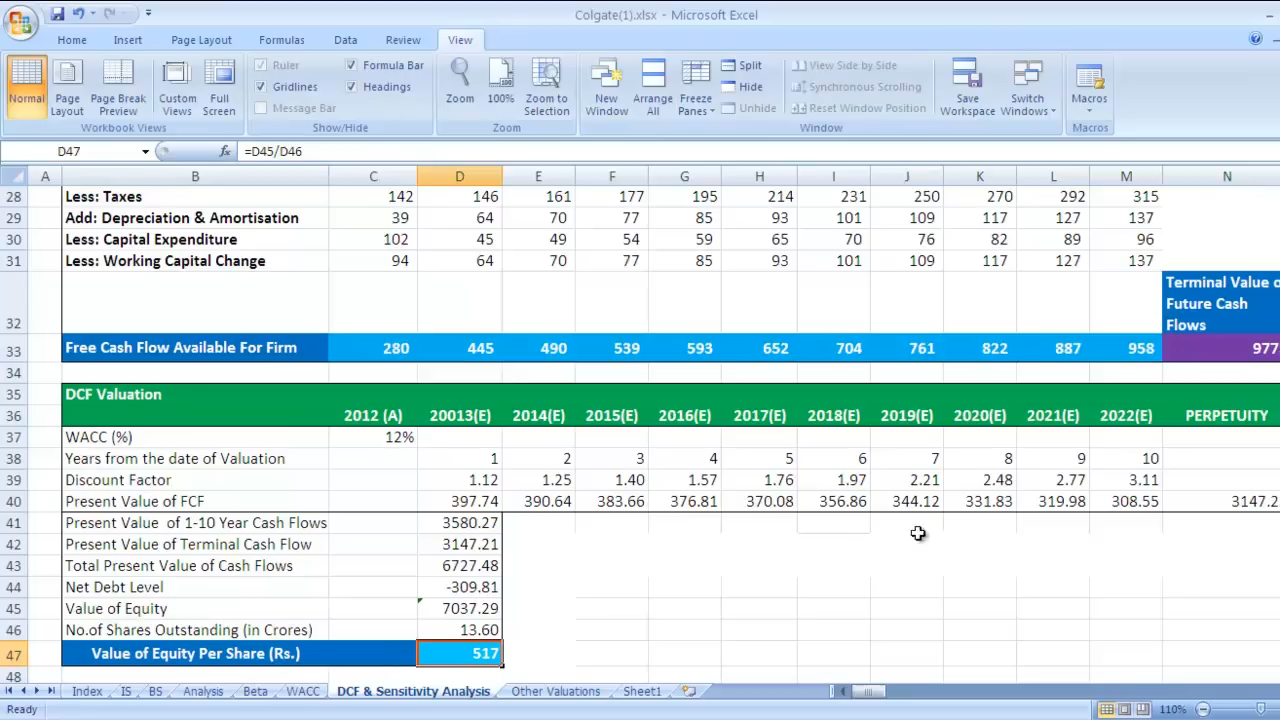 Colgate(1).xlsx - Microsoft Excel
Home Insert Page Layout Formulas Data Review View
Normal Page Layout Page Break Preview Custom Views Full Screen
Workbook Views
Ruler Formula Bar
Gridlines Headings
Message Bar
Show/Hide
Zoom 100% Zoom to Selection
Zoom
New Window Arrange All Freeze Panes
Split
Hide
Unhide
View Side by Side
Synchronous Scrolling
Reset Window Position
Window
Save Workspace Switch Windows
Macros
Macros
D47 fx =D45/D46
A B C D E F G H I J K L M N
28 Less: Taxes 142 146 161 177 195 214 231 250 270 292 315
29 Add: Depreciation & Amortisation 39 64 70 77 85 93 101 109 117 127 137
30 Less: Capital Expenditure 102 45 49 54 59 65 70 76 82 89 96
31 Less: Working Capital Change 94 64 70 77 85 93 101 109 117 127 137
Terminal Value o
Future Cash
32 Flows
33 Free Cash Flow Available For Firm 280 445 490 539 593 652 704 761 822 887 958 977
34
35 DCF Valuation
36 2012 (A) 20013(E) 2014(E) 2015(E) 2016(E) 2017(E) 2018(E) 2019(E) 2020(E) 2021(E) 2022(E) PERPETUITY
37 WACC (%) 12%
38 Years from the date of Valuation 1 2 3 4 5 6 7 8 9 10
39 Discount Factor 1.12 1.25 1.40 1.57 1.76 1.97 2.21 2.48 2.77 3.11
40 Present Value of FCF 397.74 390.64 383.66 376.81 370.08 356.86 344.12 331.83 319.98 308.55 3147.2
41 Present Value of 1-10 Year Cash Flows 3580.27
42 Present Value of Terminal Cash Flow 3147.21
43 Total Present Value of Cash Flows 6727.48
44 Net Debt Level -309.81
45 Value of Equity 7037.29
46 No.of Shares Outstanding (in Crores) 13.60
47 Value of Equity Per Share (Rs.) 517
48
Index IS BS Analysis Beta WACC DCF & Sensitivity Analysis Other Valuations Sheet1
Ready 110%